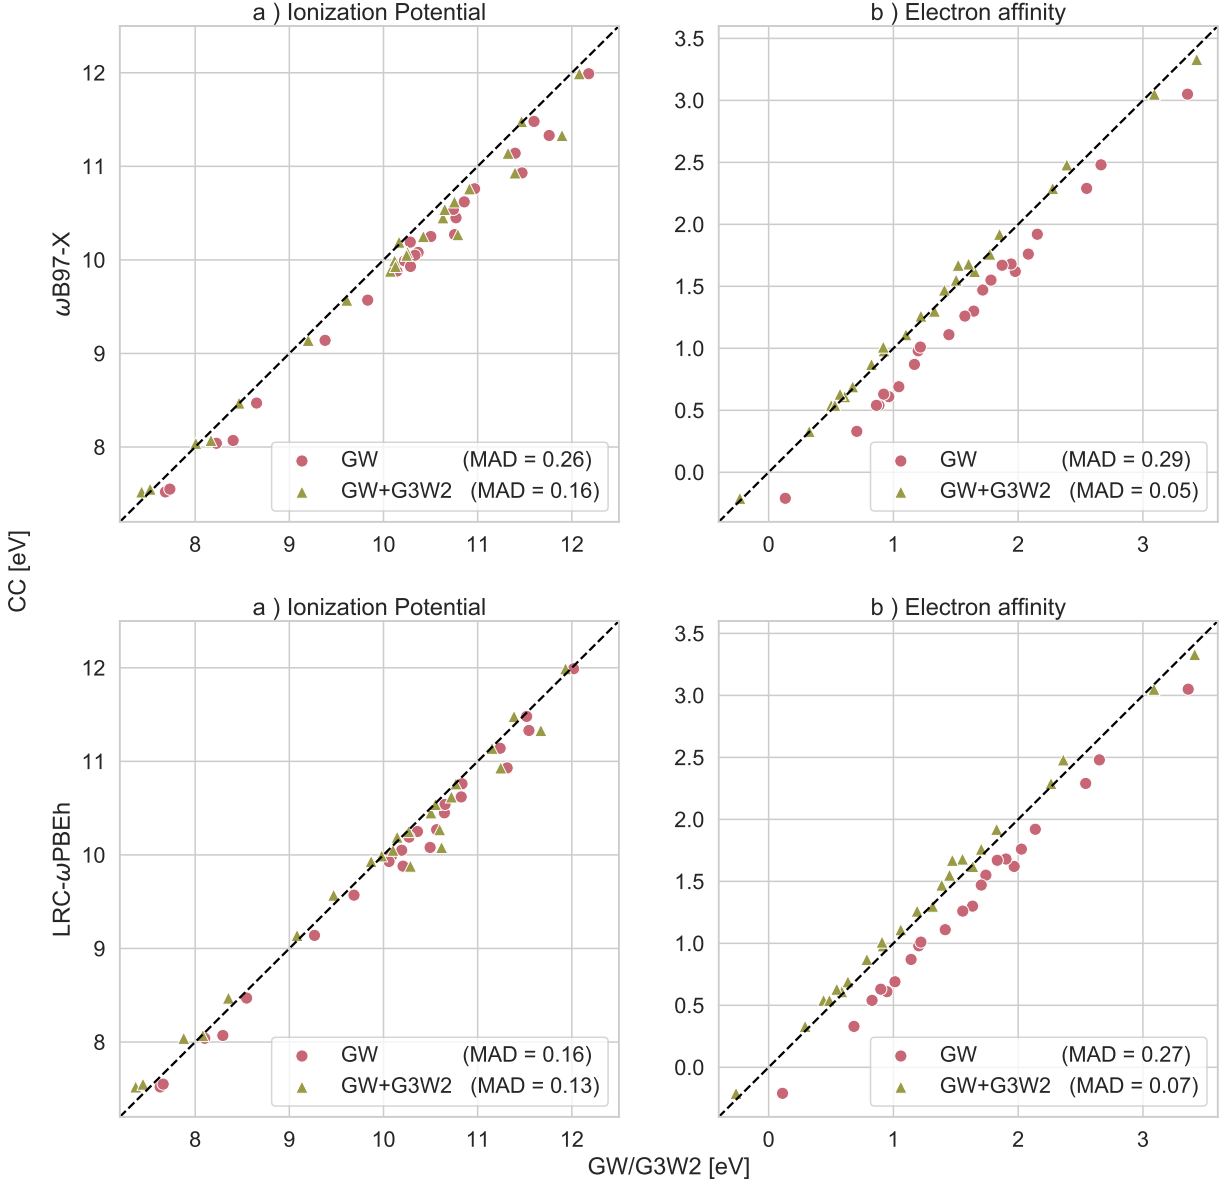 a ) Ionization Potential
b ) Electron affinity
12
11
10
9
8
ωB97-X
GW (MAD = 0.26)
GW+G3W2 (MAD = 0.16)
8 9 10 11 12
3.5
3.0
2.5
2.0
1.5
1.0
0.5
0.0
GW (MAD = 0.29)
GW+G3W2 (MAD = 0.05)
0 1 2 3
CC [eV]
a ) Ionization Potential
b ) Electron affinity
12
11
10
9
8
LRC-ωPBEh
GW (MAD = 0.16)
GW+G3W2 (MAD = 0.13)
8 9 10 11 12
3.5
3.0
2.5
2.0
1.5
1.0
0.5
0.0
GW (MAD = 0.27)
GW+G3W2 (MAD = 0.07)
0 1 2 3
GW/G3W2 [eV]